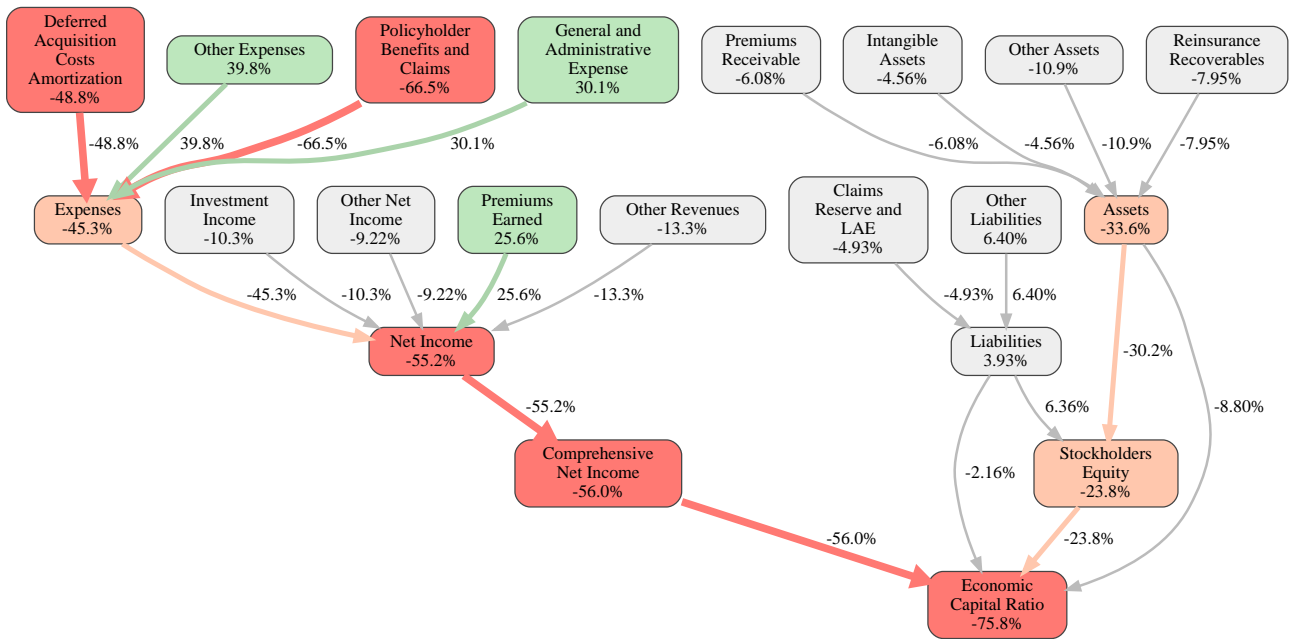 Deferred
Acquisition
Costs
Amortization
-48.8%
Other Expenses
39.8%
Policyholder
Benefits and
Claims
-66.5%
General and
Administrative
Expense
30.1%
Premiums
Receivable
-6.08%
Intangible
Assets
-4.56%
Other Assets
-10.9%
Reinsurance
Recoverables
-7.95%
-48.8%
39.8%
-66.5%
30.1%
-6.08%
-4.56%
-10.9%
-7.95%
Expenses
-45.3%
Investment
Income
-10.3%
Other Net
Income
-9.22%
Premiums
Earned
25.6%
Other Revenues
-13.3%
Claims
Reserve and
LAE
-4.93%
Other
Liabilities
6.40%
Assets
-33.6%
-45.3%
-10.3%
-9.22%
25.6%
-13.3%
-4.93%
6.40%
Net Income
-55.2%
Liabilities
3.93%
-30.2%
-55.2%
6.36%
-8.80%
Comprehensive
Net Income
-56.0%
-2.16%
Stockholders
Equity
-23.8%
-56.0%
-23.8%
Economic
Capital Ratio
-75.8%